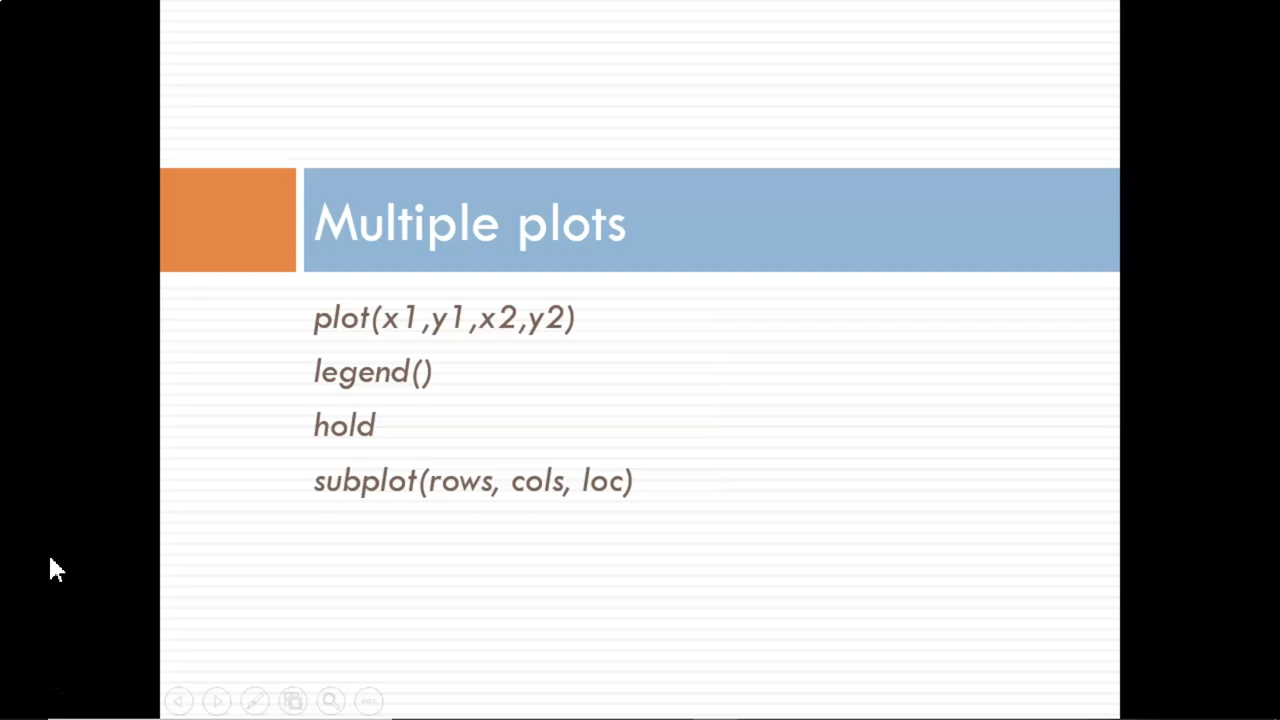 Multiple plots
plot(x1,y1,x2,y2)
legend()
hold
subplot(rows, cols, loc)